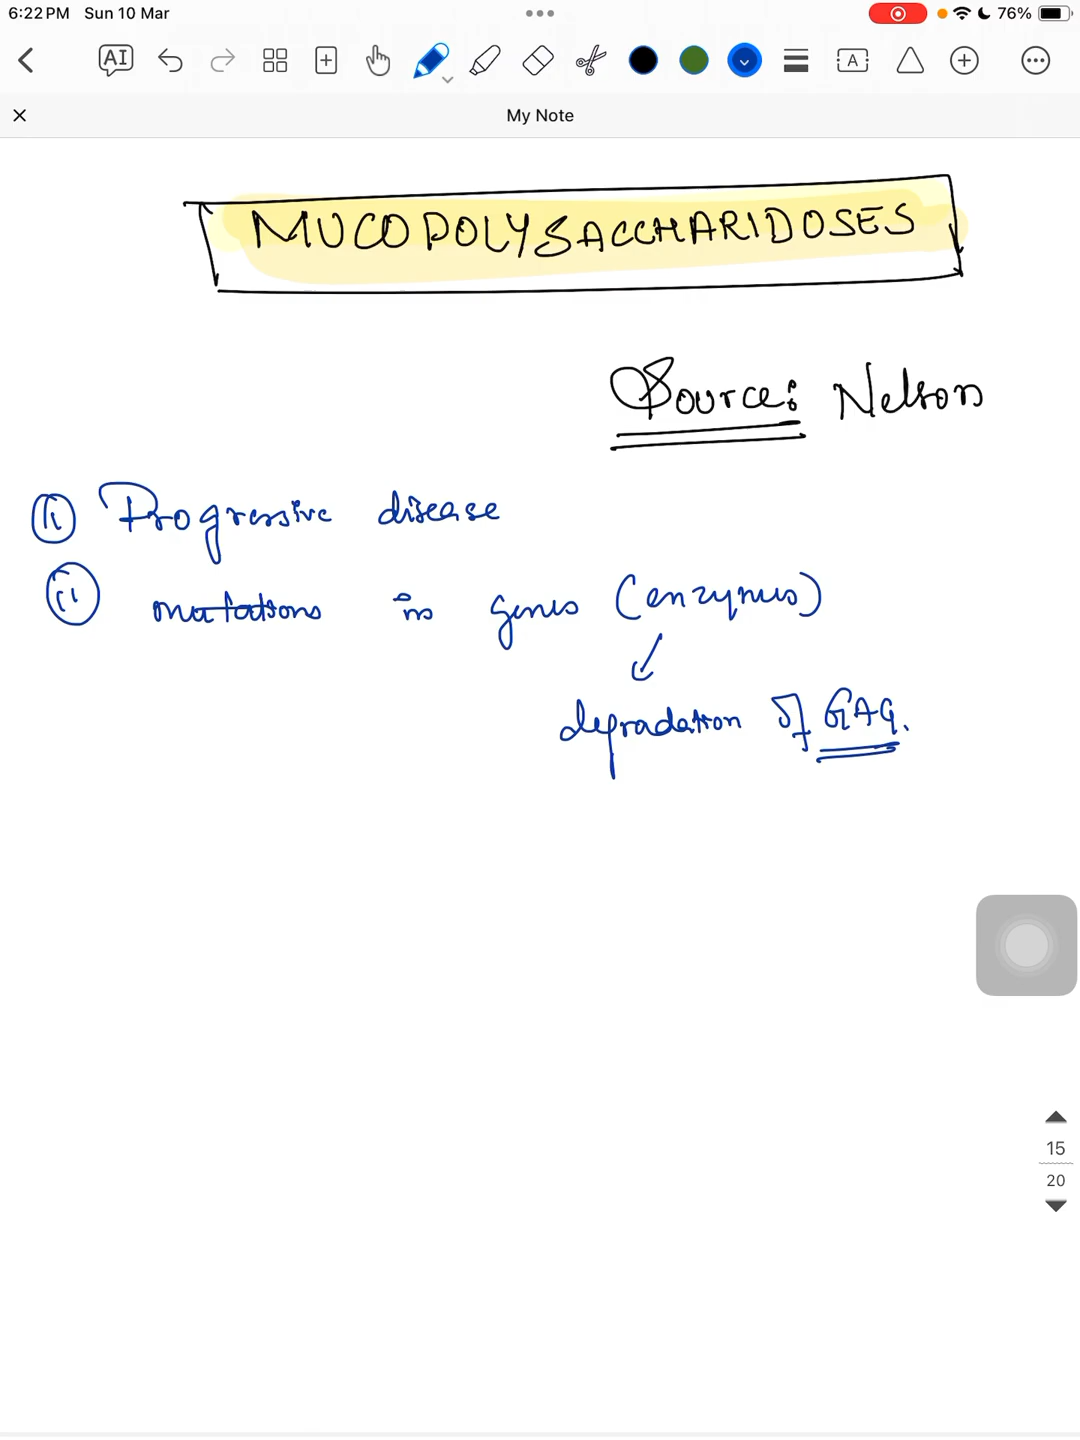 6:22 PM Sun 10 Mar
76%
AI
A
My Note
MUCOPOLYSACCHARIDOSES
Source: Nelson
(i) Progressive disease
(ii) mutations in genes (enzymes)
degradation of GAG.
15
20